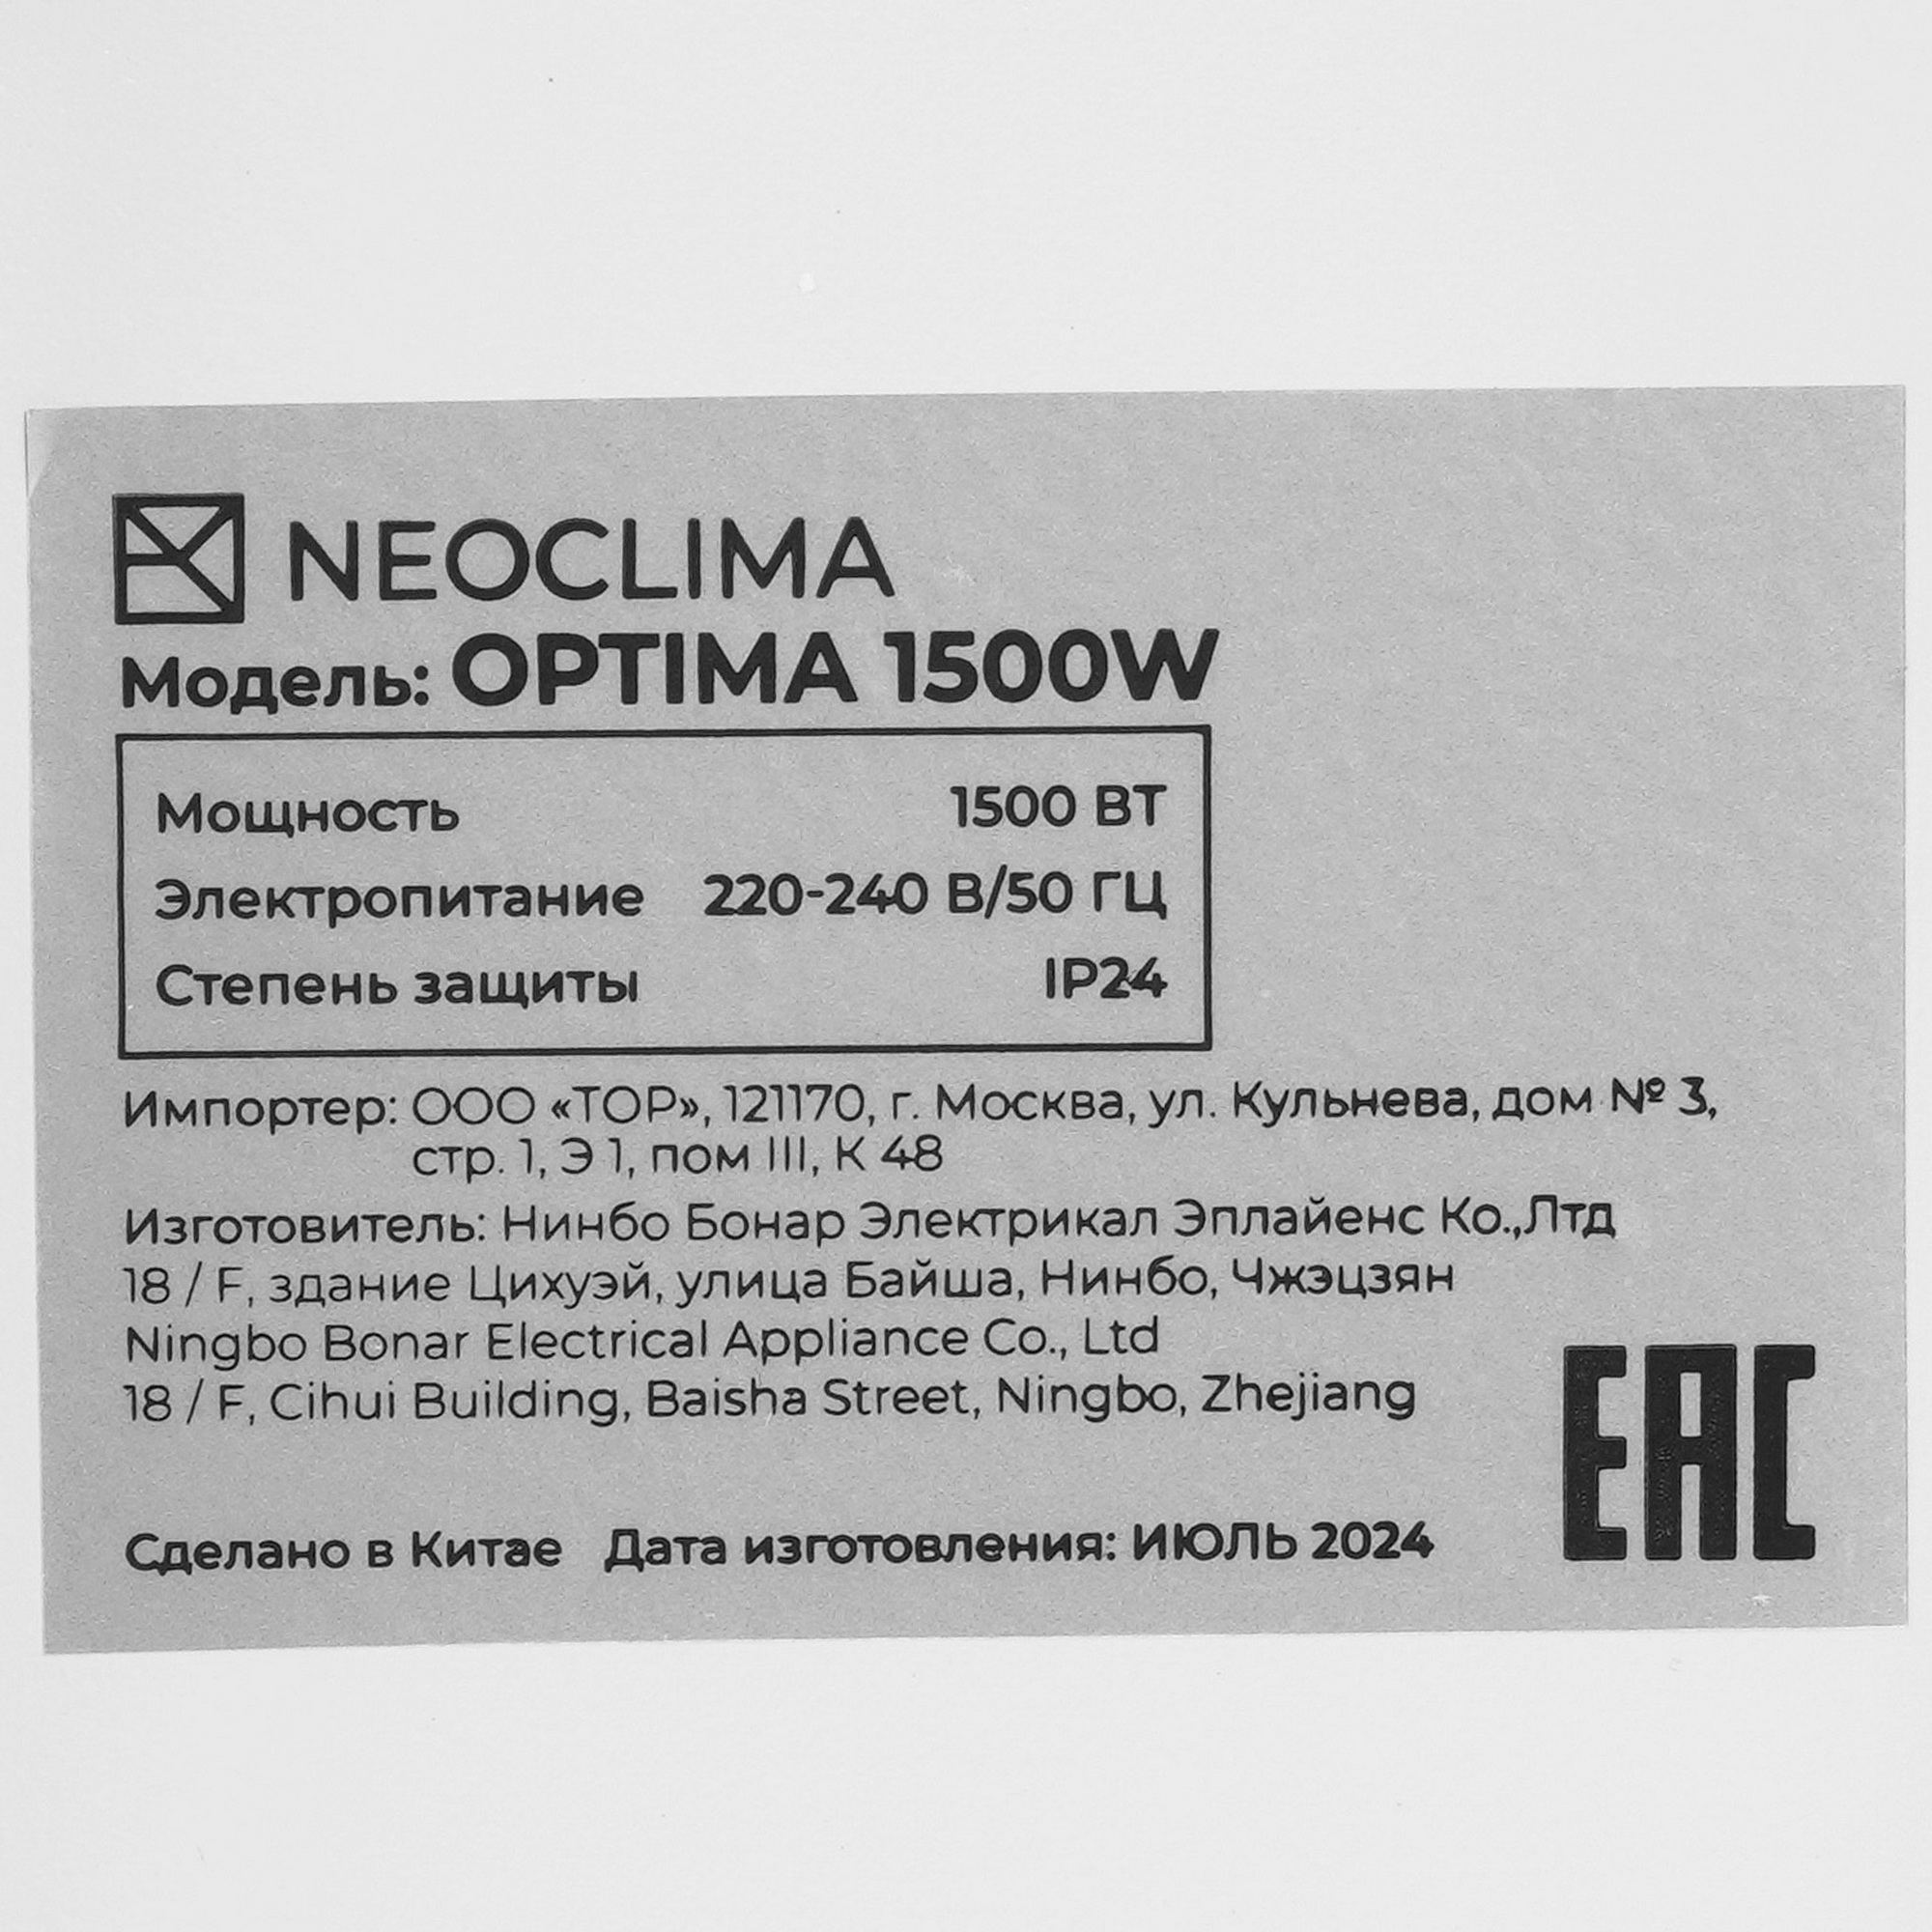 NEOCLIMA
Модель: OPTIMA 1500W
Мощность 1500 ВТ
Электропитание 220-240 В/50 ГЦ
Степень защиты IP24
Импортер: ООО «ТОР», 121170, г. Москва, ул. Кульнева, дом № 3,
стр. 1, Э 1, пом III, К 48
Изготовитель: Нинбо Бонар Электрикал Эплайенс Ко.,Лтд
18 / F, здание Цихуэй, улица Байша, Нинбо, Чжэцзян
Ningbo Bonar Electrical Appliance Co., Ltd
18 / F, Cihui Building, Baisha Street, Ningbo, Zhejiang
EAC
Сделано в Китае Дата изготовления: ИЮЛЬ 2024